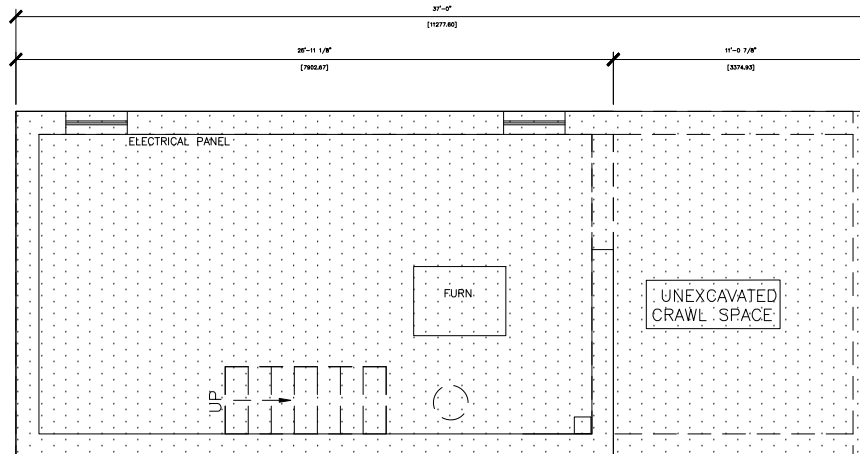 37'-0"
[11277.60]
26'-11 1/8"
[7902.67]
11'-0 7/8"
[3374.93]
ELECTRICAL PANEL
FURN.
UNEXCAVATED
CRAWL SPACE
UP